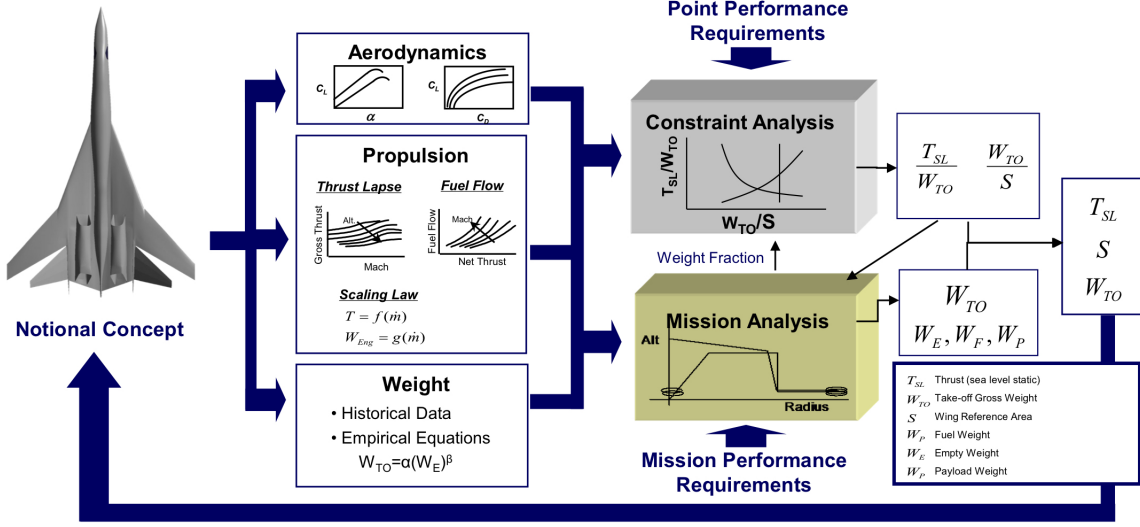 Notional Concept
Aerodynamics
C_L
α
C_L
C_D
Propulsion
Thrust Lapse
Fuel Flow
Gross Thrust
Alt.
Mach
Fuel Flow
Mach
Net Thrust
Scaling Law
T = f(ṁ)
W_Eng = g(ṁ)
Weight
• Historical Data
• Empirical Equations
W_TO=α(W_E)^β
Point Performance
Requirements
Constraint Analysis
T_SL/W_TO
W_TO/S
Weight Fraction
Mission Analysis
Alt
Radius
Mission Performance
Requirements
T_SL/W_TO W_TO/S
W_TO
W_E, W_F, W_P
T_SL
S
W_TO
T_SL Thrust (sea level static)
W_TO Take-off Gross Weight
S Wing Reference Area
W_P Fuel Weight
W_E Empty Weight
W_P Payload Weight